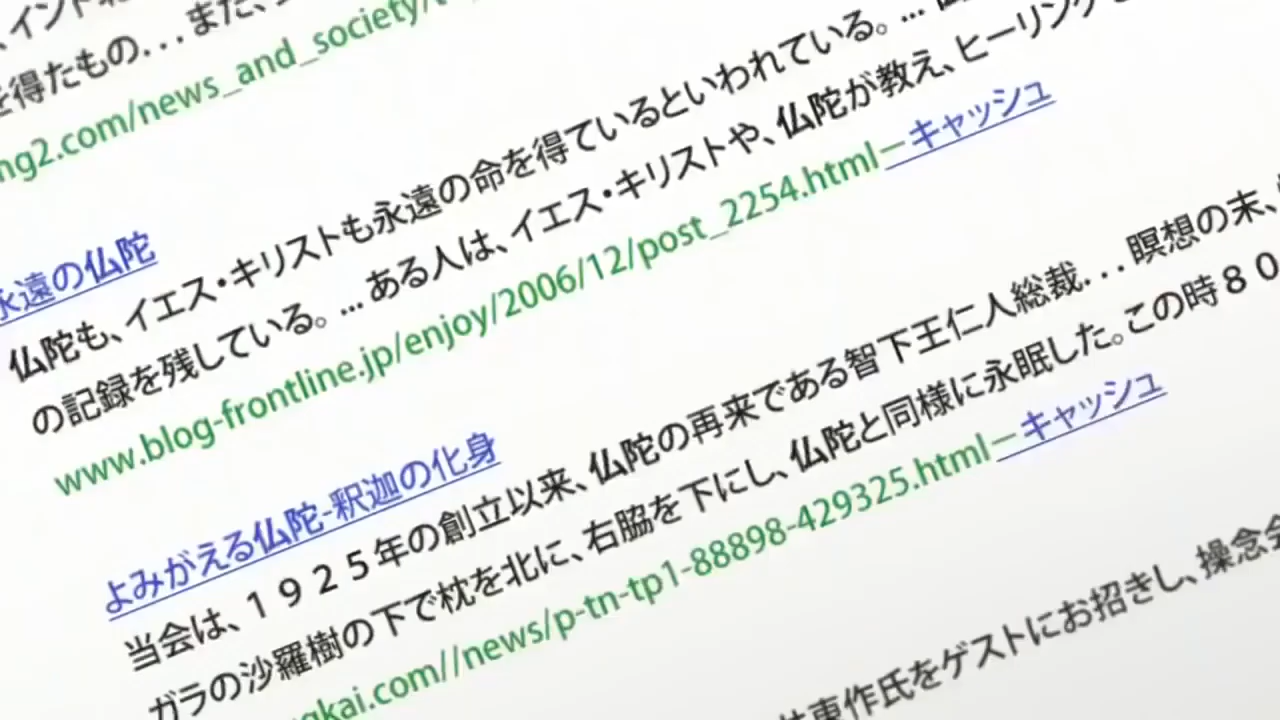 を得たもの...また、
ng2.com/news_and_society/
永遠の仏陀
仏陀も、イエス・キリストも永遠の命を得ているといわれている。...
の記録を残している。...ある人は、イエス・キリストや、仏陀が教え、ヒーリング
www.blog-frontline.jp/enjoy/2006/12/post_2254.html－キャッシュ
よみがえる仏陀-釈迦の化身
当会は、１９２５年の創立以来、仏陀の再来である智下王仁人総裁...瞑想の末、
ガラの沙羅樹の下で枕を北に、右脇を下にし、仏陀と同様に永眠した。この時８０
gkai.com//news/p-tn-tp1-88898-429325.html－キャッシュ
東作氏をゲストにお招きし、操念会